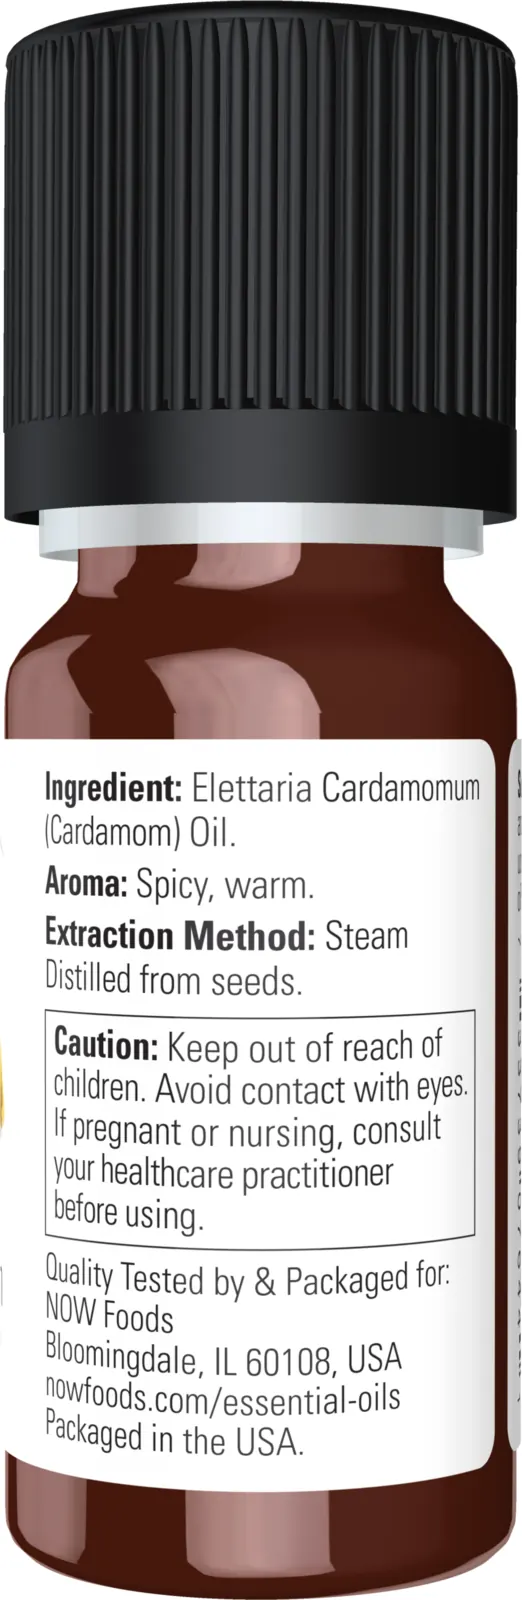 Ingredient: Elettaria Cardamomum
(Cardamom) Oil.
Aroma: Spicy, warm.
Extraction Method: Steam
Distilled from seeds.
Caution: Keep out of reach of
children. Avoid contact with eyes.
If pregnant or nursing, consult
your healthcare practitioner
before using.
Quality Tested by & Packaged for:
NOW Foods
Bloomingdale, IL 60108, USA
nowfoods.com/essential-oils
Packaged in the USA.